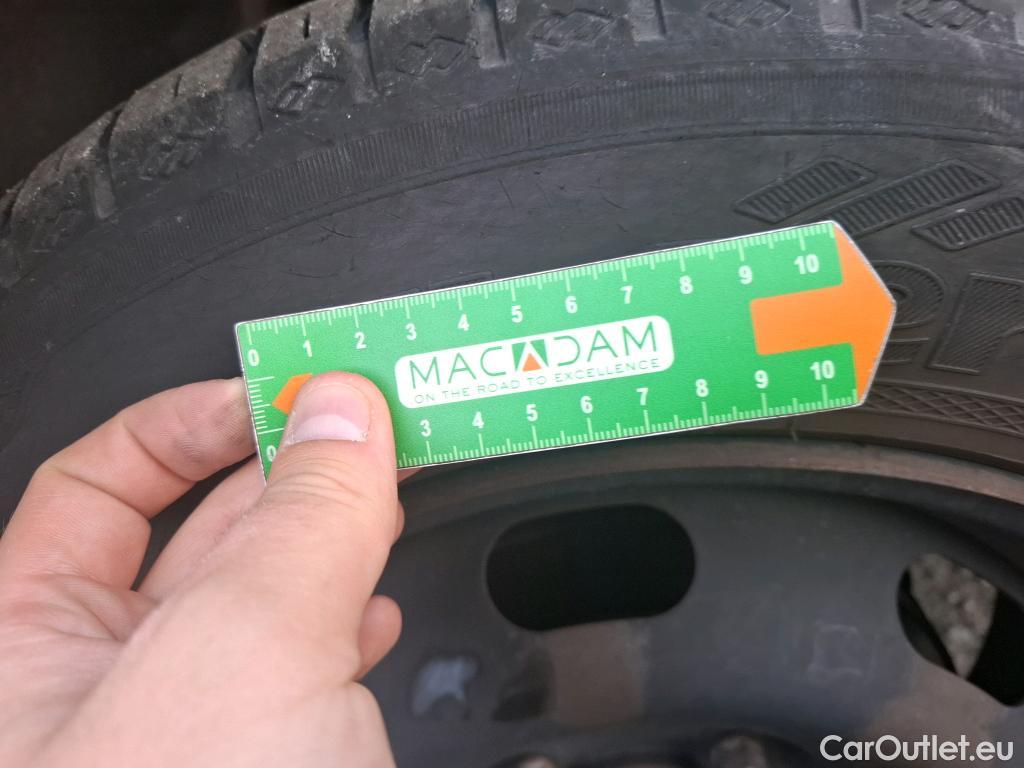 0 1 2 3 4 5 6 7 8 9 10
MACADAM
ON THE ROAD TO EXCELLENCE
0 3 4 5 6 7 8 9 10
CarOutlet.eu